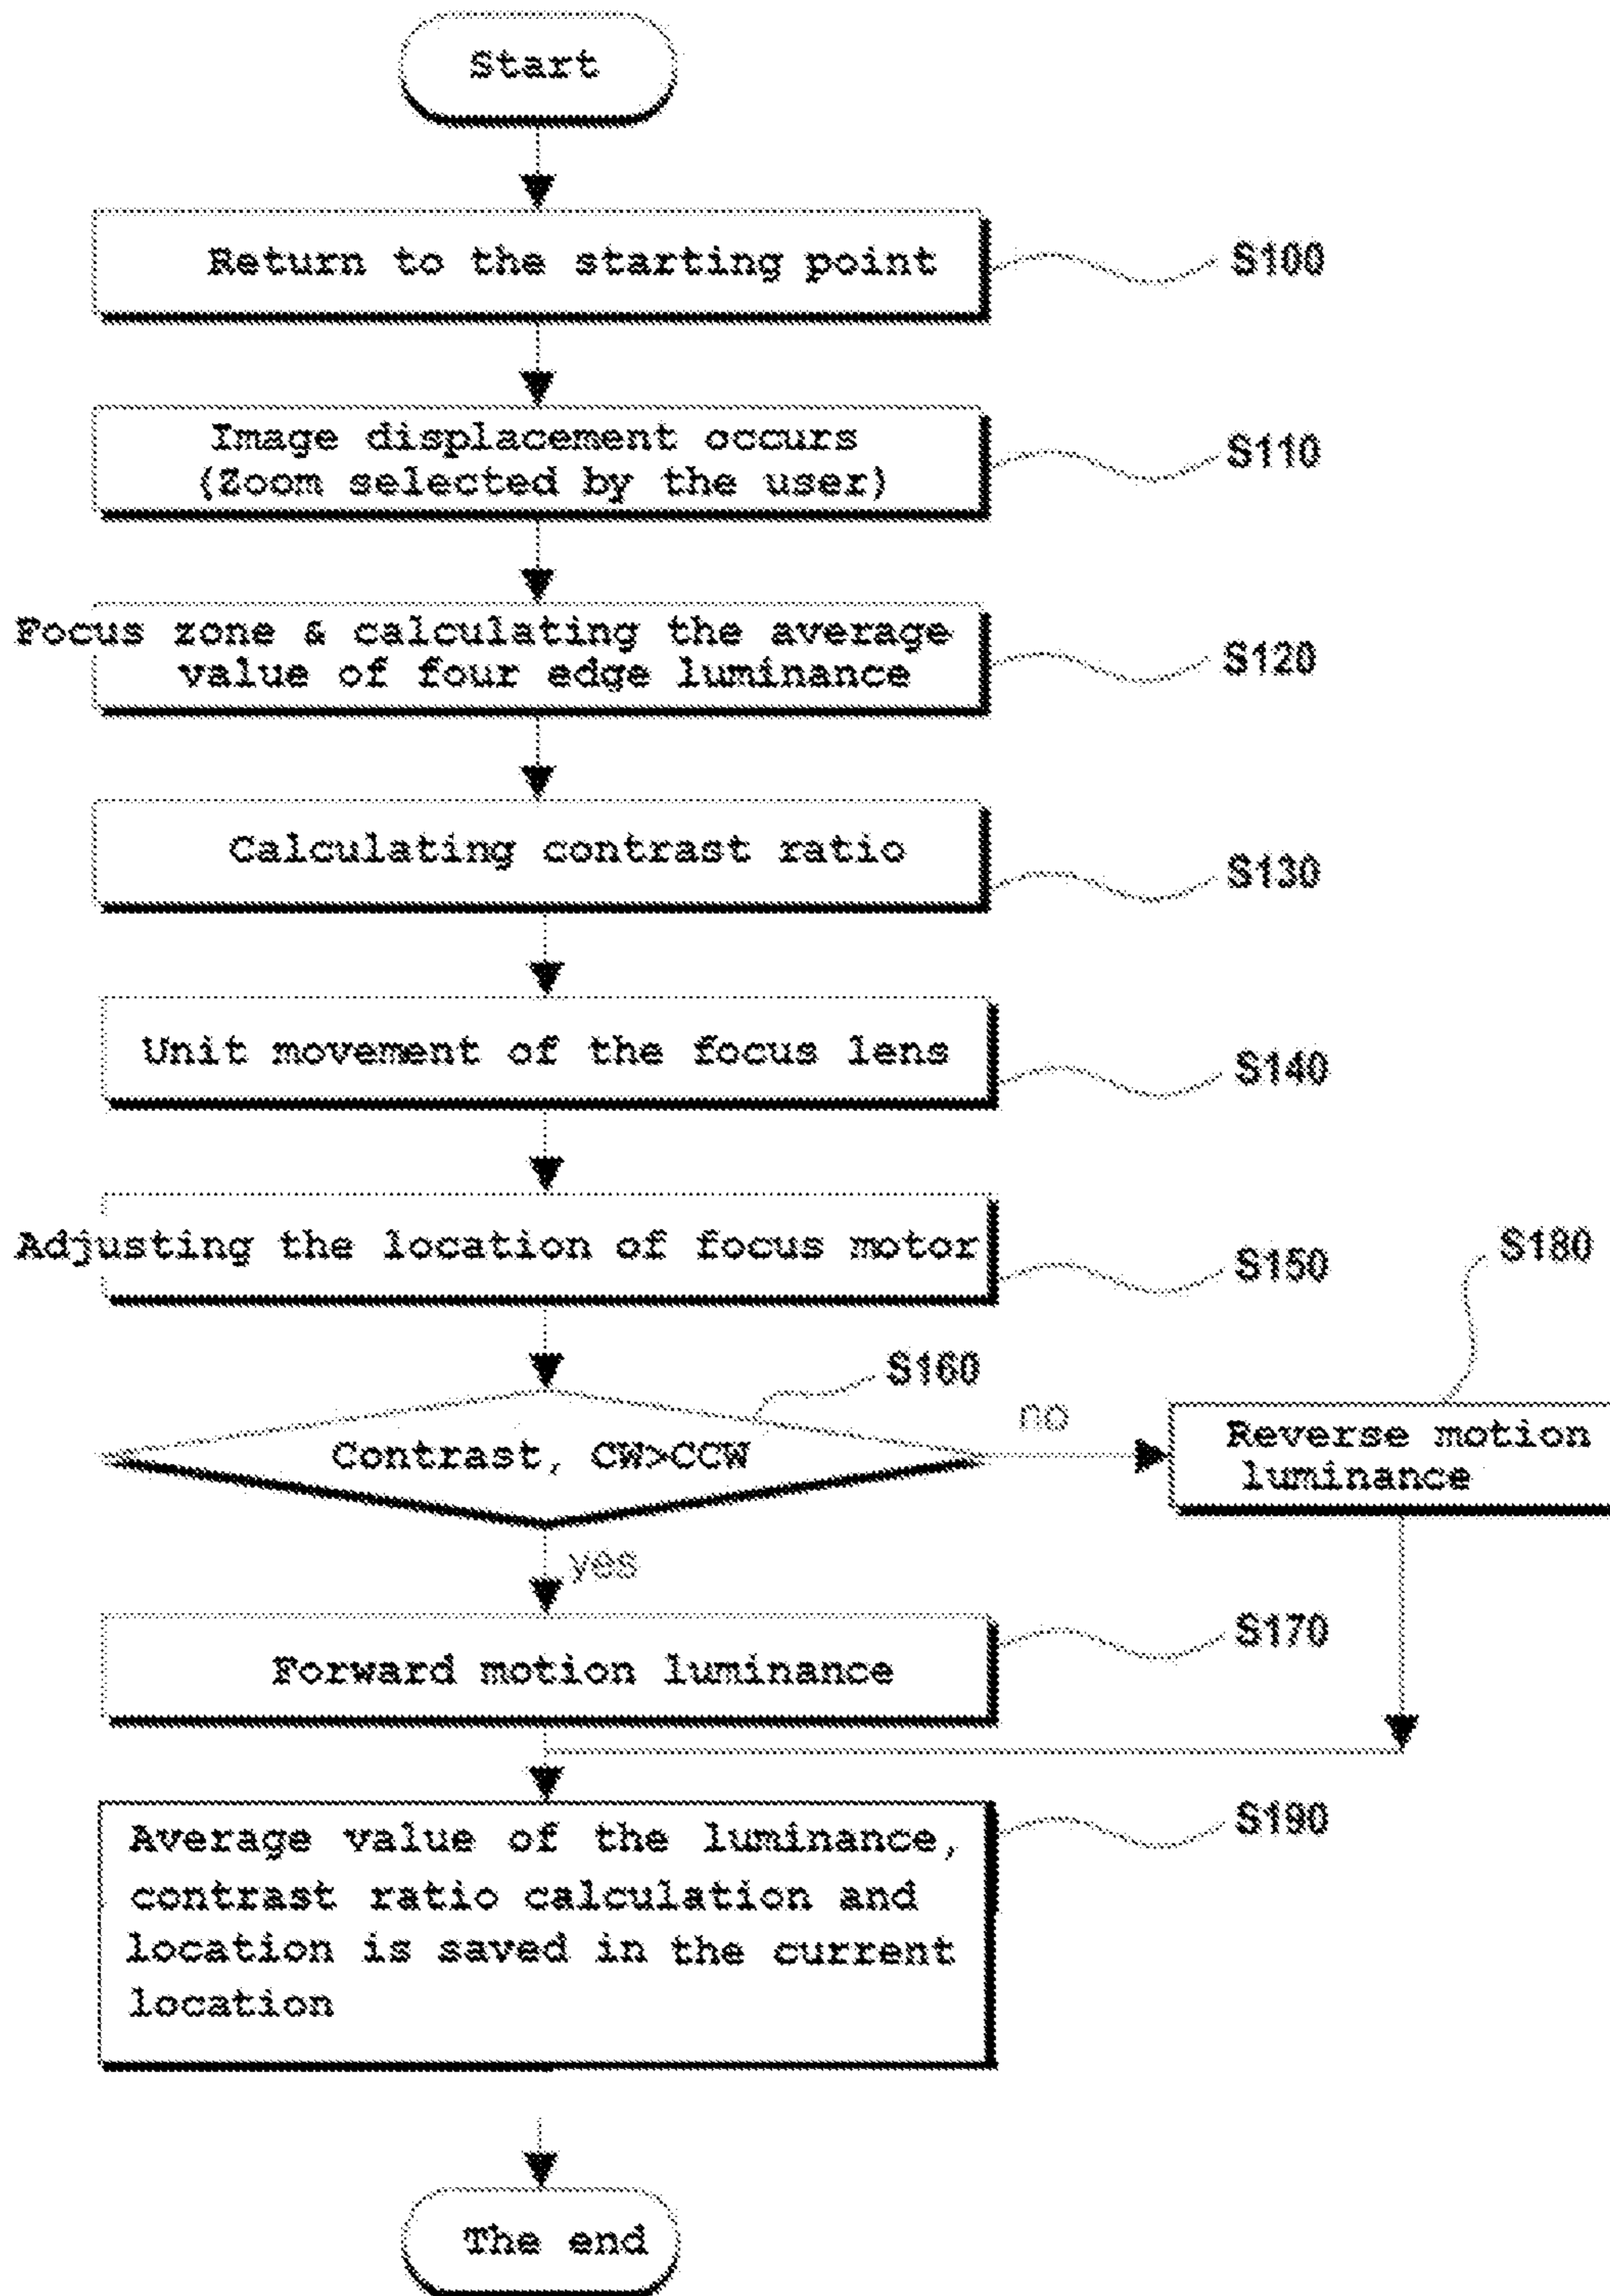 Start
Return to the starting point
S100
Image displacement occurs
(Zoom selected by the user)
S110
Focus zone & calculating the average
value of four edge luminance
S120
Calculating contrast ratio
S130
Unit movement of the focus lens
S140
Adjusting the location of focus motor
S150
S160
Contrast, CW>CCW
no
S180
Reverse motion
luminance
yes
Forward motion luminance
S170
Average value of the luminance,
contrast ratio calculation and
location is saved in the current
location
S190
The end